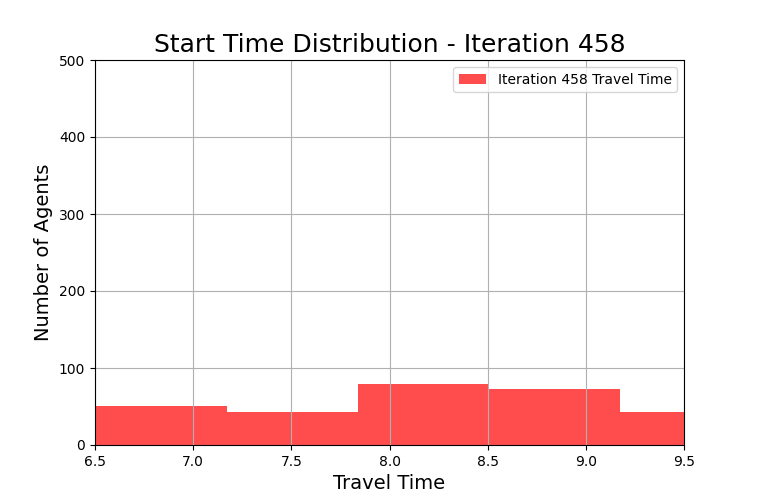 Start Time Distribution - Iteration 458
Iteration 458 Travel Time
Number of Agents
500
400
300
200
100
0
6.5 7.0 7.5 8.0 8.5 9.0 9.5
Travel Time